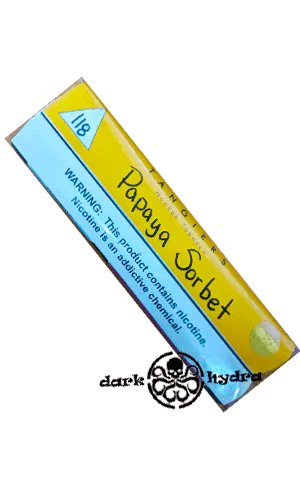 118
TANGIERS
Papaya Sorbet
WARNING: This product contains nicotine.
Nicotine is an addictive chemical.
dark hydra